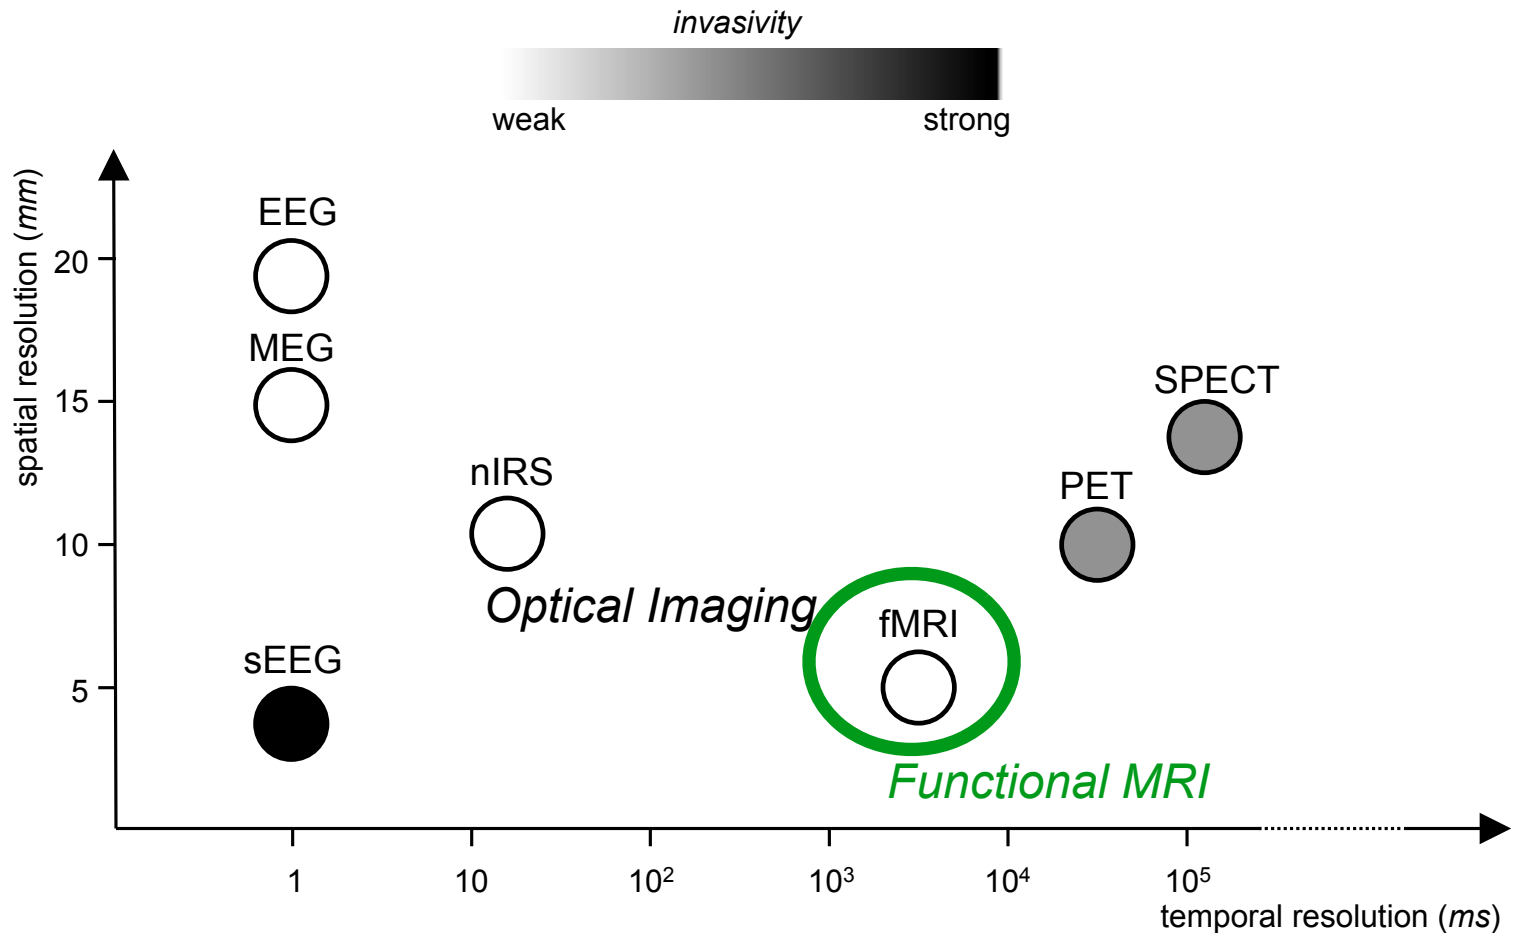 invasivity
weak strong
spatial resolution (mm)
EEG
20
MEG
15
SPECT
nIRS
PET
10
Optical Imaging
fMRI
sEEG
5
Functional MRI
1 10 10² 10³ 10⁴ 10⁵
temporal resolution (ms)